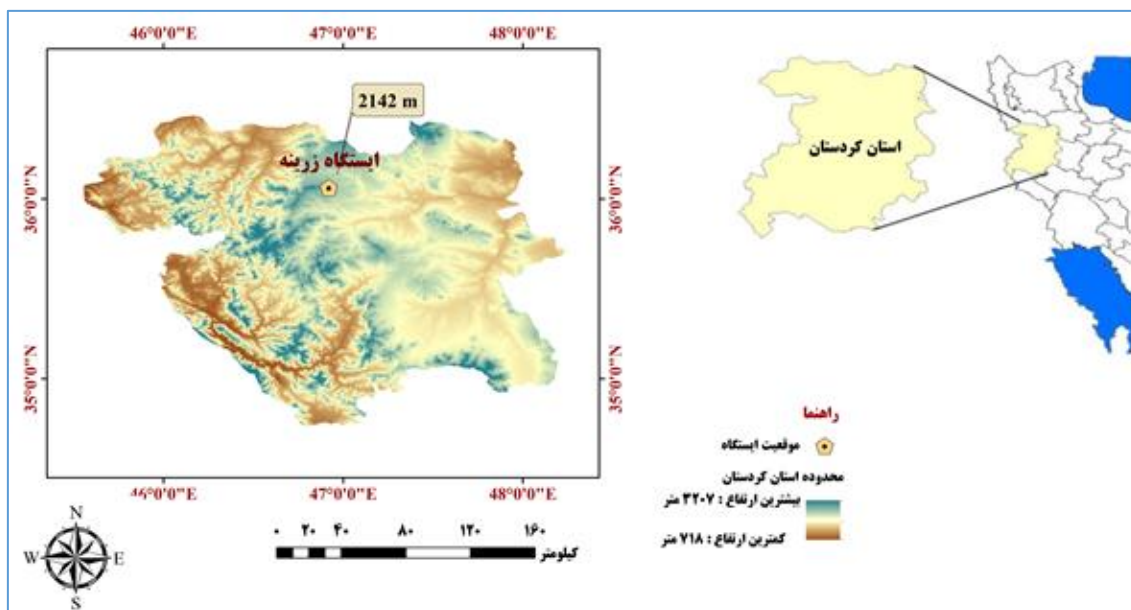 46°0'0"E
47°0'0"E
48°0'0"E
2142 m
ایستگاه زرینه
36°0'0"N
36°0'0"N
35°0'0"N
35°0'0"N
46°0'0"E
47°0'0"E
48°0'0"E
استان کردستان
راهنما
موقعیت ایستگاه
محدوده استان کردستان
بیشترین ارتفاع : ۳۲۰۷ متر
کمترین ارتفاع : ۷۱۸ متر
N
W
E
S
۰ ۲۰ ۴۰ ۸۰ ۱۲۰ ۱۶۰
کیلومتر